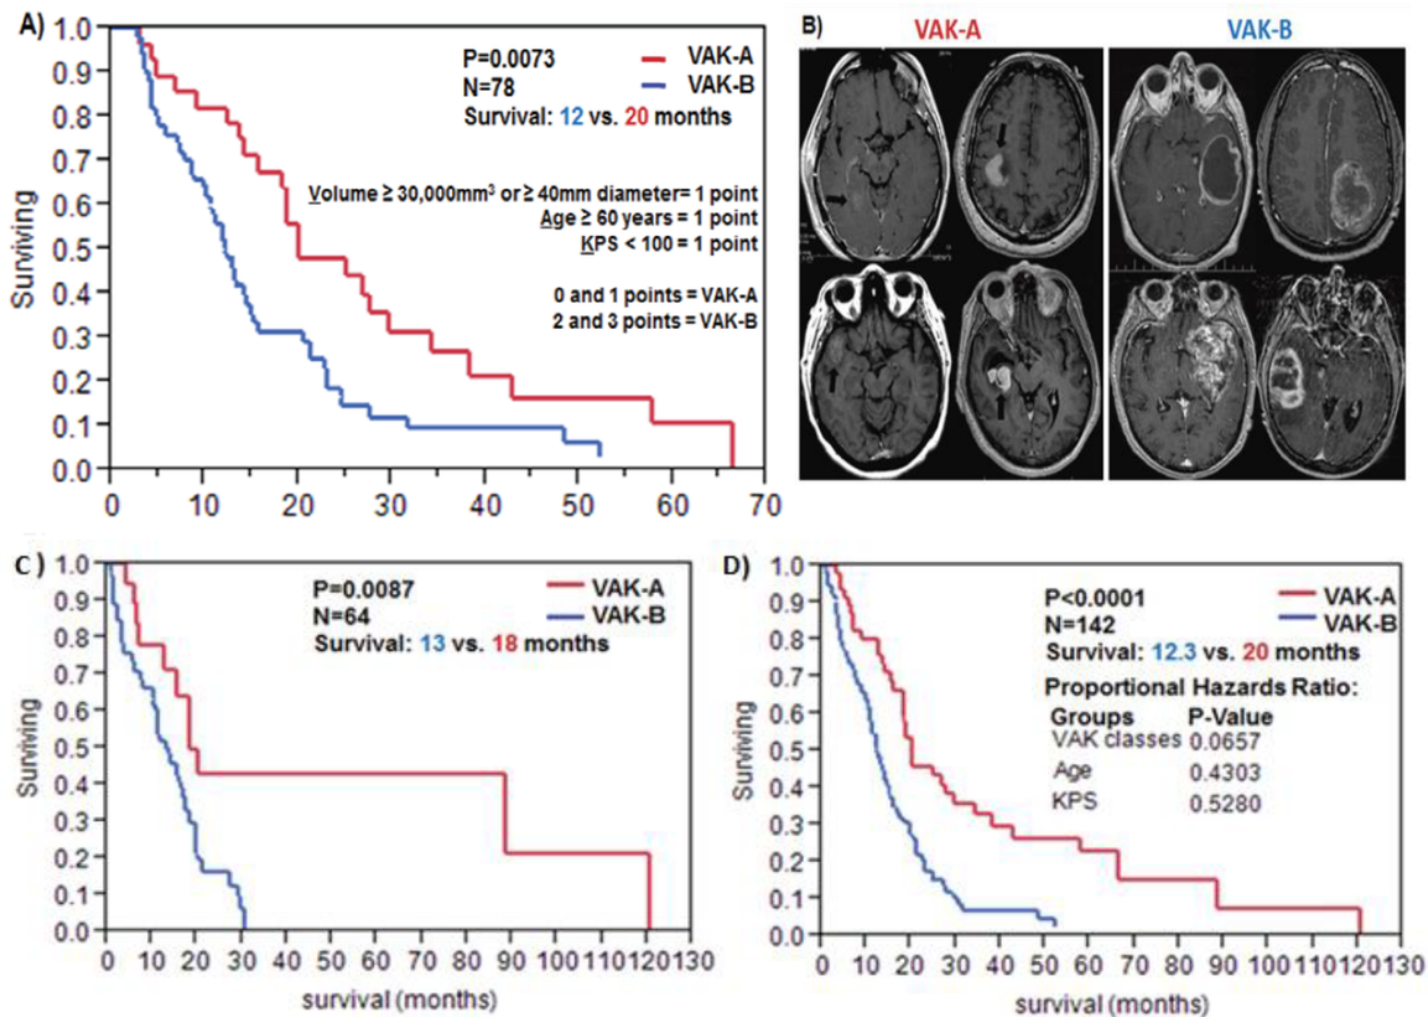 A)
1.0
0.9
0.8
0.7
0.6
0.5
0.4
0.3
0.2
0.1
0.0
Surviving
P=0.0073
N=78
Survival: 12 vs. 20 months
VAK-A
VAK-B
Volume ≥ 30,000mm³ or ≥ 40mm diameter= 1 point
Age ≥ 60 years = 1 point
KPS < 100 = 1 point
0 and 1 points = VAK-A
2 and 3 points = VAK-B
0 10 20 30 40 50 60 70
B)
VAK-A
VAK-B
C)
1.0
0.9
0.8
0.7
0.6
0.5
0.4
0.3
0.2
0.1
0.0
Surviving
P=0.0087
N=64
Survival: 13 vs. 18 months
VAK-A
VAK-B
0 10 20 30 40 50 60 70 80 90 100 110 120 130
survival (months)
D)
1.0
0.9
0.8
0.7
0.6
0.5
0.4
0.3
0.2
0.1
0.0
Surviving
P<0.0001
N=142
Survival: 12.3 vs. 20 months
VAK-A
VAK-B
Proportional Hazards Ratio:
Groups P-Value
VAK classes 0.0657
Age 0.4303
KPS 0.5280
0 10 20 30 40 50 60 70 80 90 100 110 120 130
survival (months)